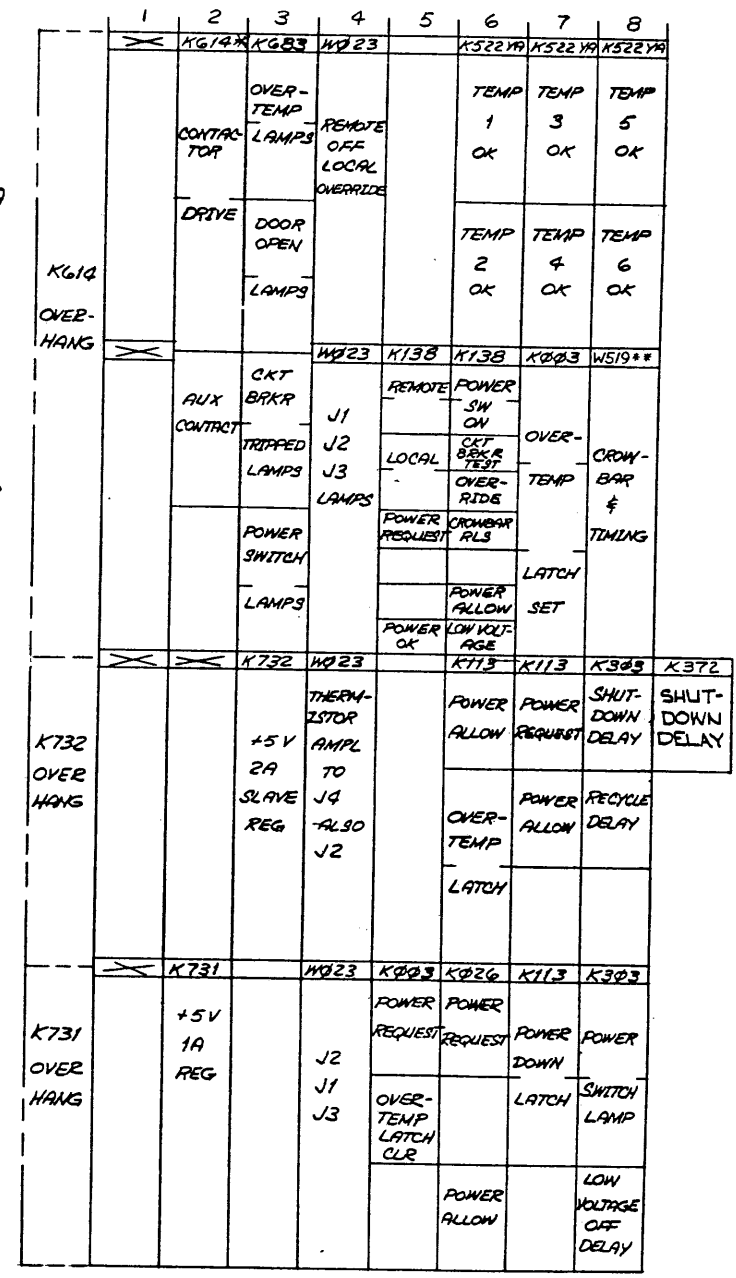 1 2 3 4 5 6 7 8
K614* K683 WØ23 K522YA K522YA K522YA
OVER-
TEMP
LAMPS
CONTAC-
TOR
DRIVE
DOOR
OPEN
LAMPS
REMOTE
OFF
LOCAL
OVERRIDE
TEMP
1
OK
TEMP
3
OK
TEMP
5
OK
TEMP
2
OK
TEMP
4
OK
TEMP
6
OK
K614
OVER-
HANG
WØ23 K138 K138 KØØ3 W519**
AUX
CONTACT
CKT
BRKR
TRIPPED
LAMPS
POWER
SWITCH
LAMPS
J1
J2
J3
LAMPS
REMOTE
LOCAL
POWER
REQUEST
POWER
OK
POWER
SW
ON
CKT
BRKR
TEST
OVER-
RIDE
CROWBAR
RLS
POWER
ALLOW
LOW VOLT-
AGE
OVER-
TEMP
LATCH
SET
CROW-
BAR
&
TIMING
K732 WØ23 K113 K113 K3Ø3 K372
K732
OVER
HANG
+5V
2A
SLAVE
REG
THERM-
ISTOR
AMPL
TO
J4
ALSO
J2
POWER
ALLOW
OVER-
TEMP
LATCH
POWER
REQUEST
POWER
ALLOW
SHUT-
DOWN
DELAY
RECYCLE
DELAY
SHUT-
DOWN
DELAY
K731 WØ23 KØØ3 KØ26 K113 K3Ø3
K731
OVER
HANG
+5V
1A
REG
J2
J1
J3
POWER
REQUEST
OVER-
TEMP
LATCH
CLR
POWER
REQUEST
POWER
ALLOW
POWER
DOWN
LATCH
POWER
SWITCH
LAMP
LOW
VOLTAGE
OFF
DELAY